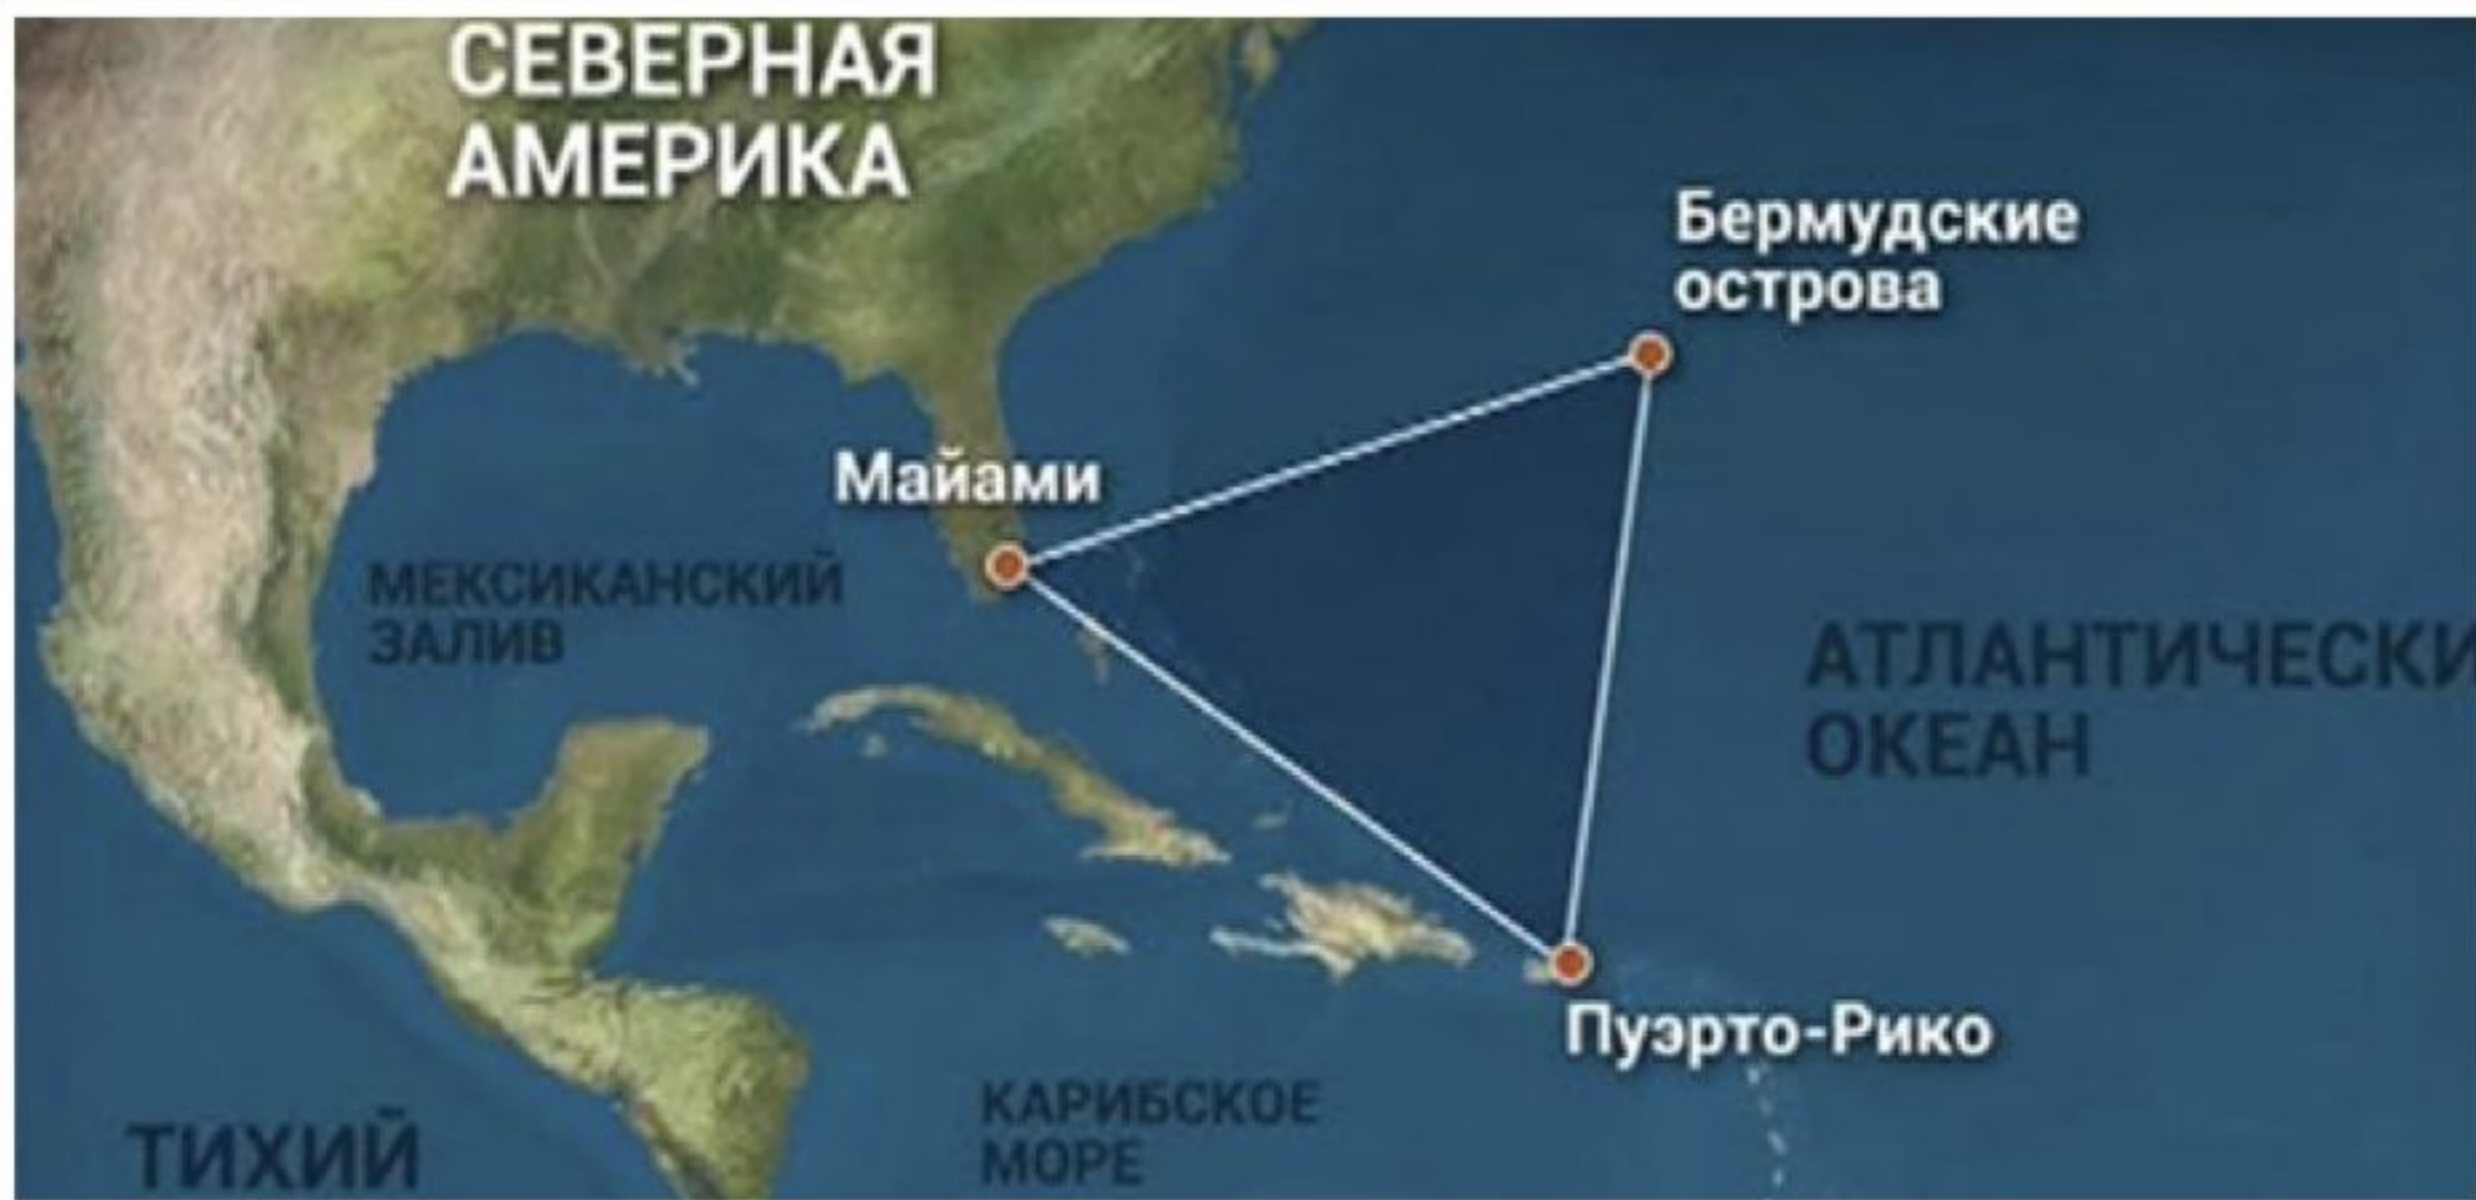 СЕВЕРНАЯ
АМЕРИКА
Бермудские
острова
Майами
МЕКСИКАНСКИЙ
ЗАЛИВ
АТЛАНТИЧЕСКИ
ОКЕАН
Пуэрто-Рико
КАРИБСКОЕ
МОРЕ
ТИХИЙ